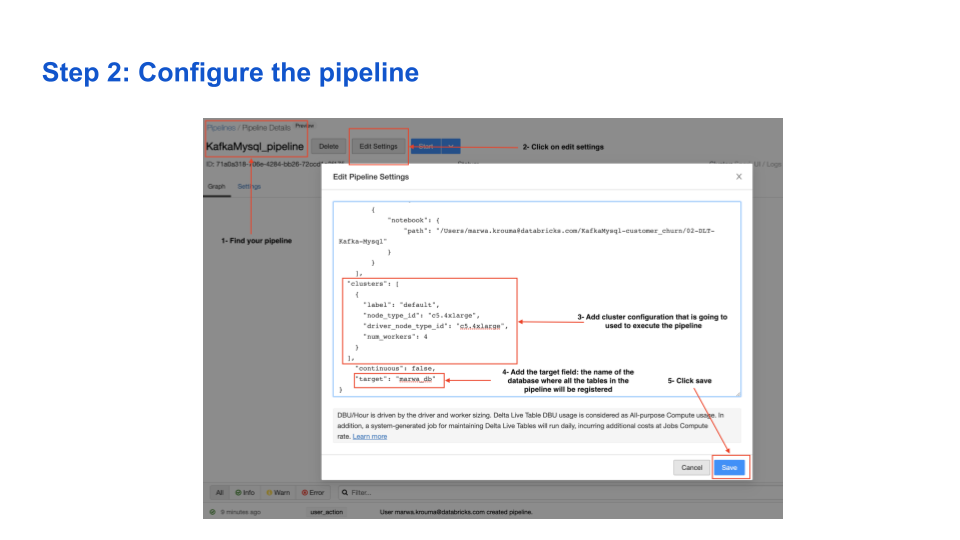 Step 2: Configure the pipeline
Pipelines / Pipeline Details Preview
KafkaMysql_pipeline Delete Edit Settings Start
2- Click on edit settings
Graph Settings
1- Find your pipeline
Edit Pipeline Settings
{
"notebook": {
"path": "/Users/marwa.krouma@databricks.com/KafkaMysql-customer_churn/02-DLT-
Kafka-Mysql"
}
}
],
"clusters": [
{
"label": "default",
"node_type_id": "c5.4xlarge",
"driver_node_type_id": "c5.4xlarge",
"num_workers": 4
}
],
"continuous": false,
"target": "marwa_db"
}
3- Add cluster configuration that is going to
used to execute the pipeline
4- Add the target field: the name of the
database where all the tables in the
pipeline will be registered
5- Click save
DBU/Hour is driven by the driver and worker sizing. Delta Live Table DBU usage is considered as All-purpose Compute usage. In
addition, a system-generated job for maintaining Delta Live Tables will run daily, incurring additional costs at Jobs Compute
rate. Learn more
Cancel Save
All Info Warn Error Filter...
9 minutes ago user_action User marwa.krouma@databricks.com created pipeline.